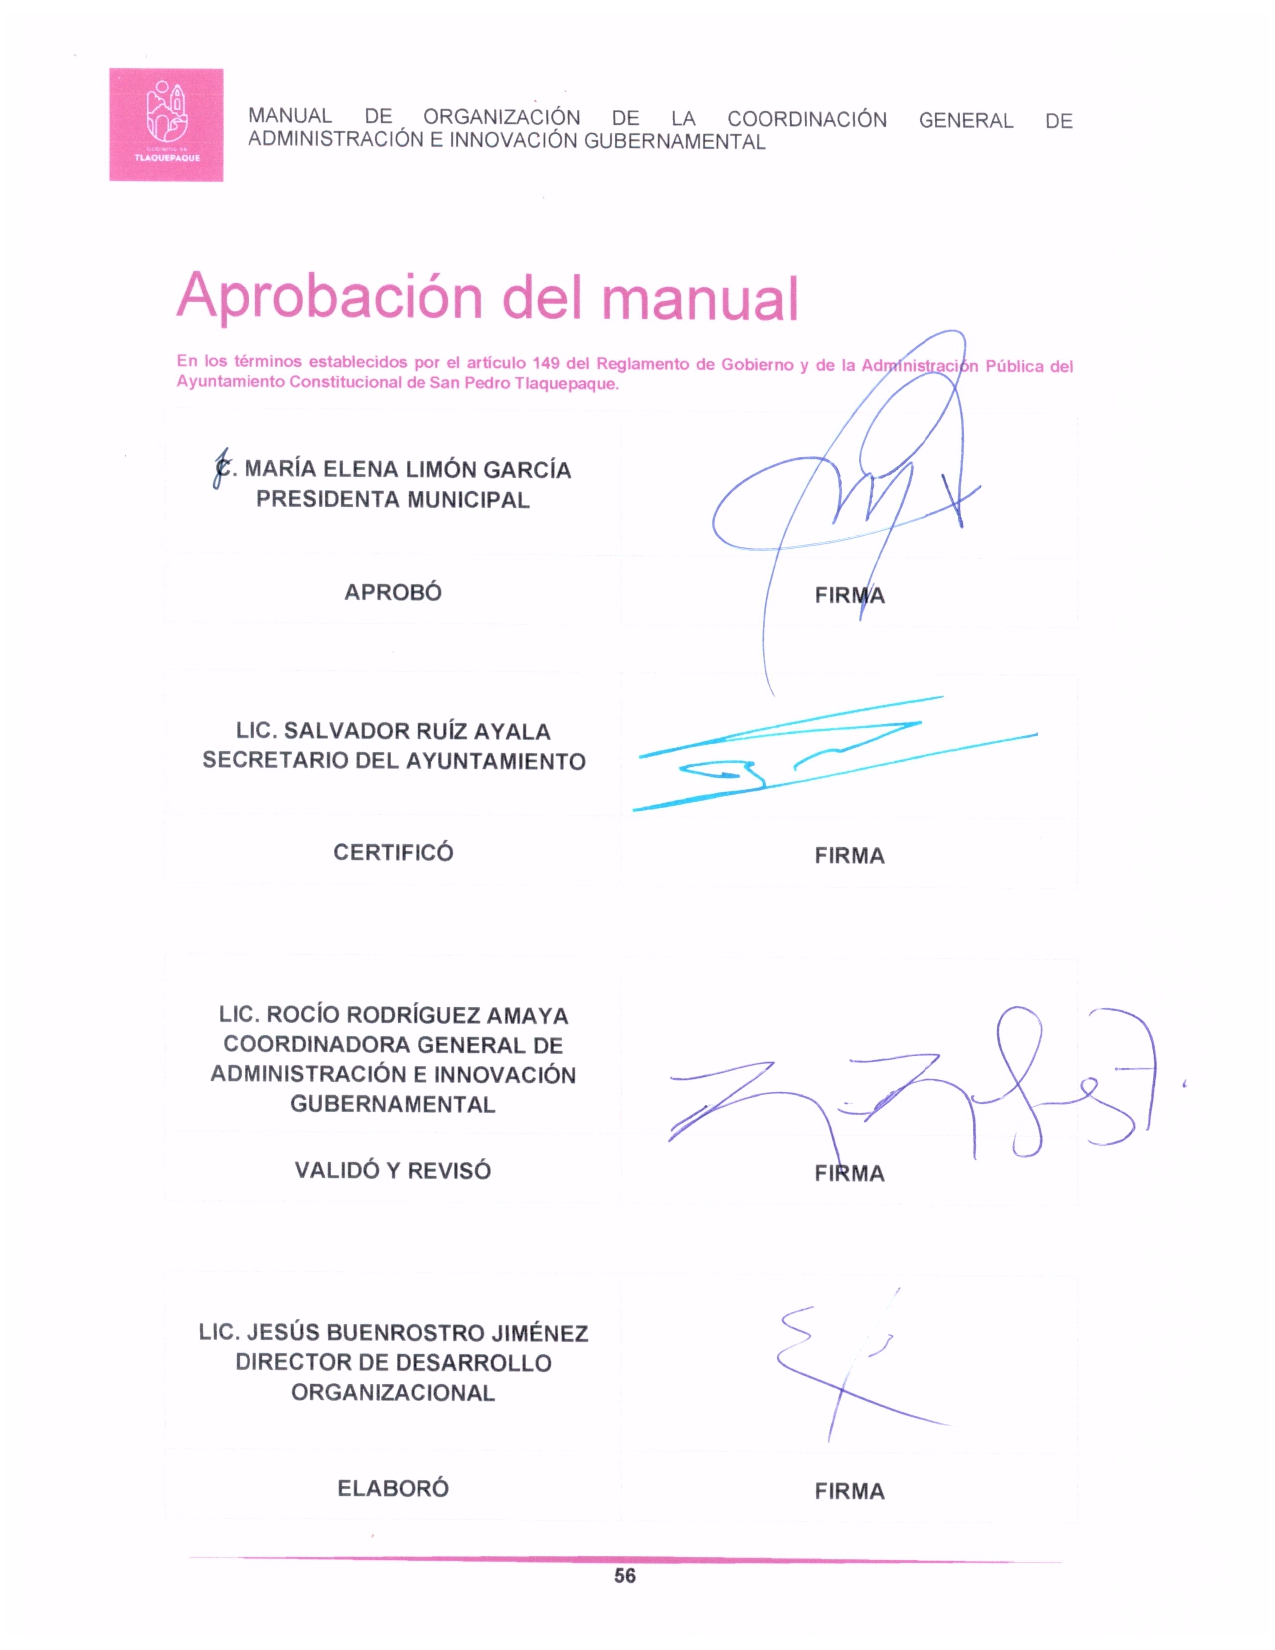 GOBIERNO DE
TLAQUEPAQUE
MANUAL DE ORGANIZACIÓN DE LA COORDINACIÓN GENERAL DE
ADMINISTRACIÓN E INNOVACIÓN GUBERNAMENTAL
Aprobación del manual
En los términos establecidos por el artículo 149 del Reglamento de Gobierno y de la Administración Pública del
Ayuntamiento Constitucional de San Pedro Tlaquepaque.
C. MARÍA ELENA LIMÓN GARCÍA
PRESIDENTA MUNICIPAL
APROBÓ
FIRMA
LIC. SALVADOR RUÍZ AYALA
SECRETARIO DEL AYUNTAMIENTO
CERTIFICÓ
FIRMA
LIC. ROCÍO RODRÍGUEZ AMAYA
COORDINADORA GENERAL DE
ADMINISTRACIÓN E INNOVACIÓN
GUBERNAMENTAL
VALIDÓ Y REVISÓ
FIRMA
LIC. JESÚS BUENROSTRO JIMÉNEZ
DIRECTOR DE DESARROLLO
ORGANIZACIONAL
ELABORÓ
FIRMA
56